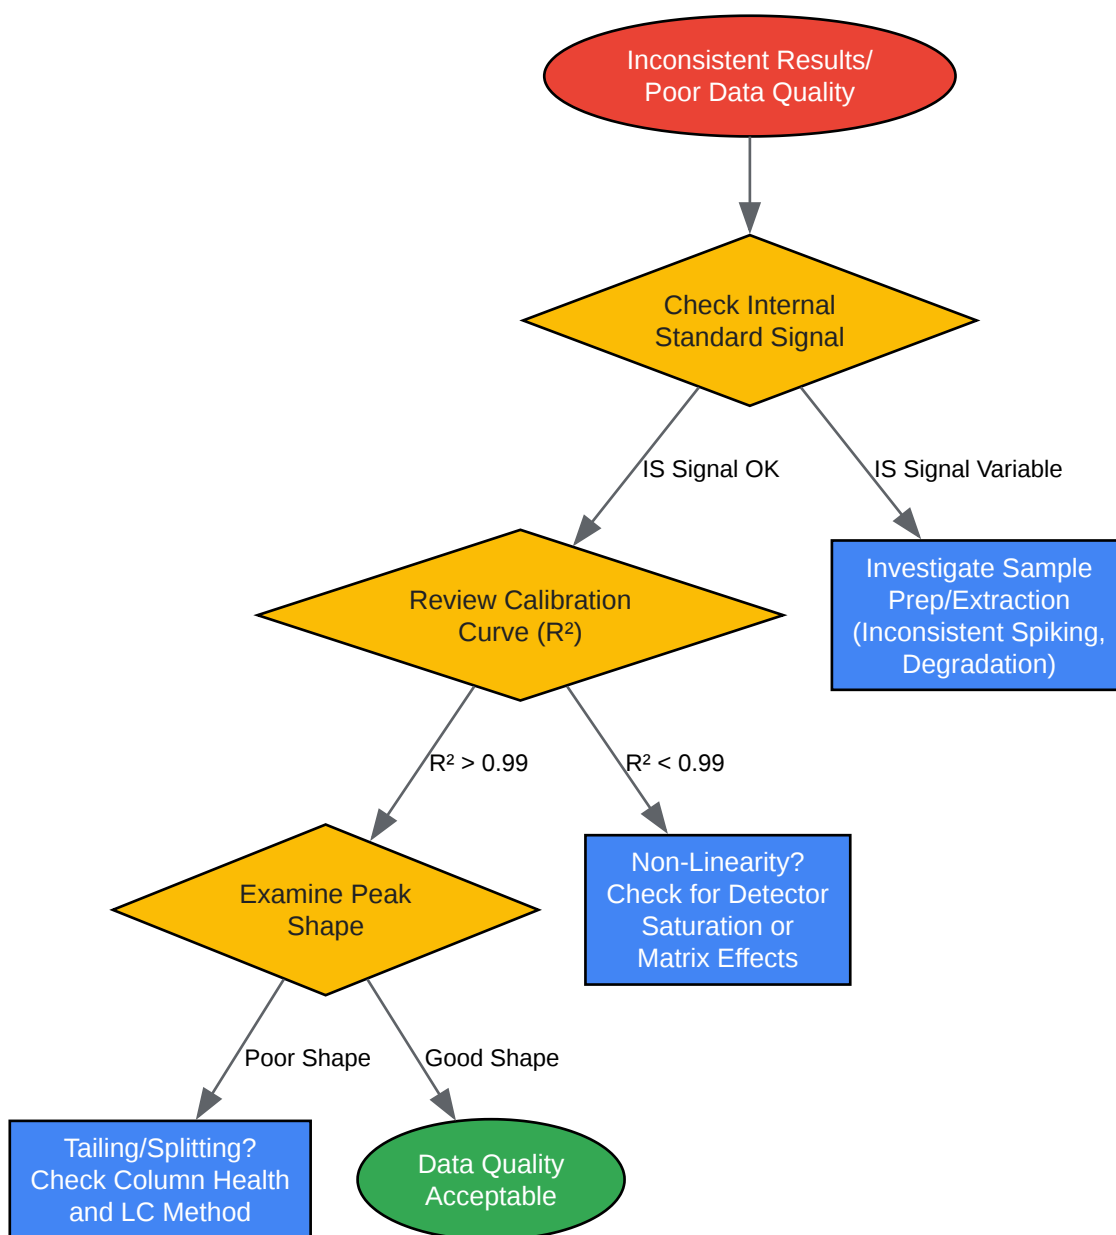 Inconsistent Results/
Poor Data Quality
Check Internal
Standard Signal
IS Signal OK
IS Signal Variable
Review Calibration
Curve (R²)
Investigate Sample
Prep/Extraction
(Inconsistent Spiking,
Degradation)
R² > 0.99
R² < 0.99
Examine Peak
Shape
Non-Linearity?
Check for Detector
Saturation or
Matrix Effects
Poor Shape
Good Shape
Tailing/Splitting?
Check Column Health
and LC Method
Data Quality
Acceptable